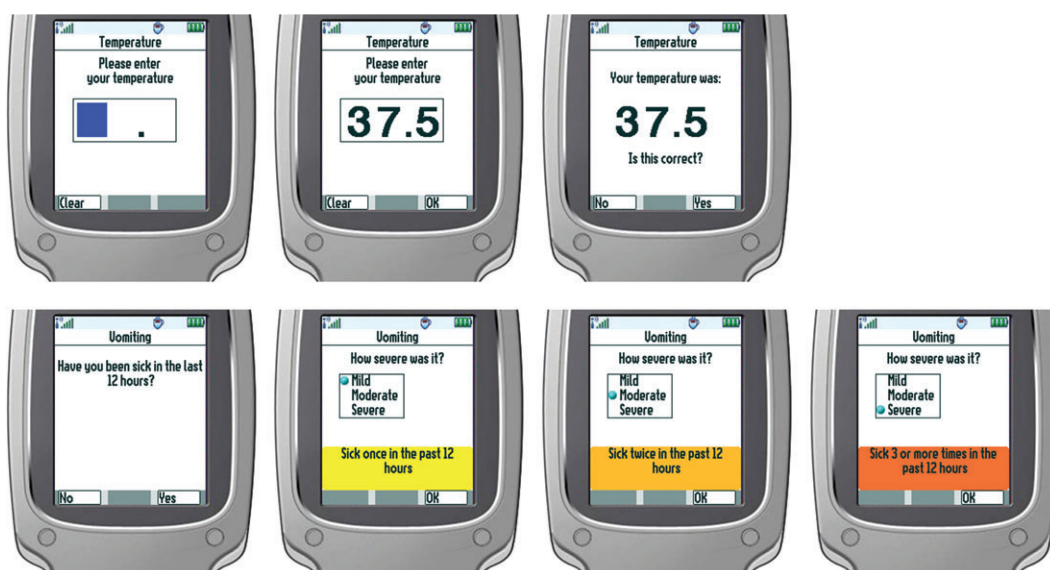 Temperature
Please enter
your temperature
.
Clear
Temperature
Please enter
your temperature
37.5
Clear OK
Temperature
Your temperature was:
37.5
Is this correct?
No Yes
Vomiting
Have you been sick in the last
12 hours?
No Yes
Vomiting
How severe was it?
Mild
Moderate
Severe
Sick once in the past 12
hours
OK
Vomiting
How severe was it?
Mild
Moderate
Severe
Sick twice in the past 12
hours
OK
Vomiting
How severe was it?
Mild
Moderate
Severe
Sick 3 or more times in the
past 12 hours
OK